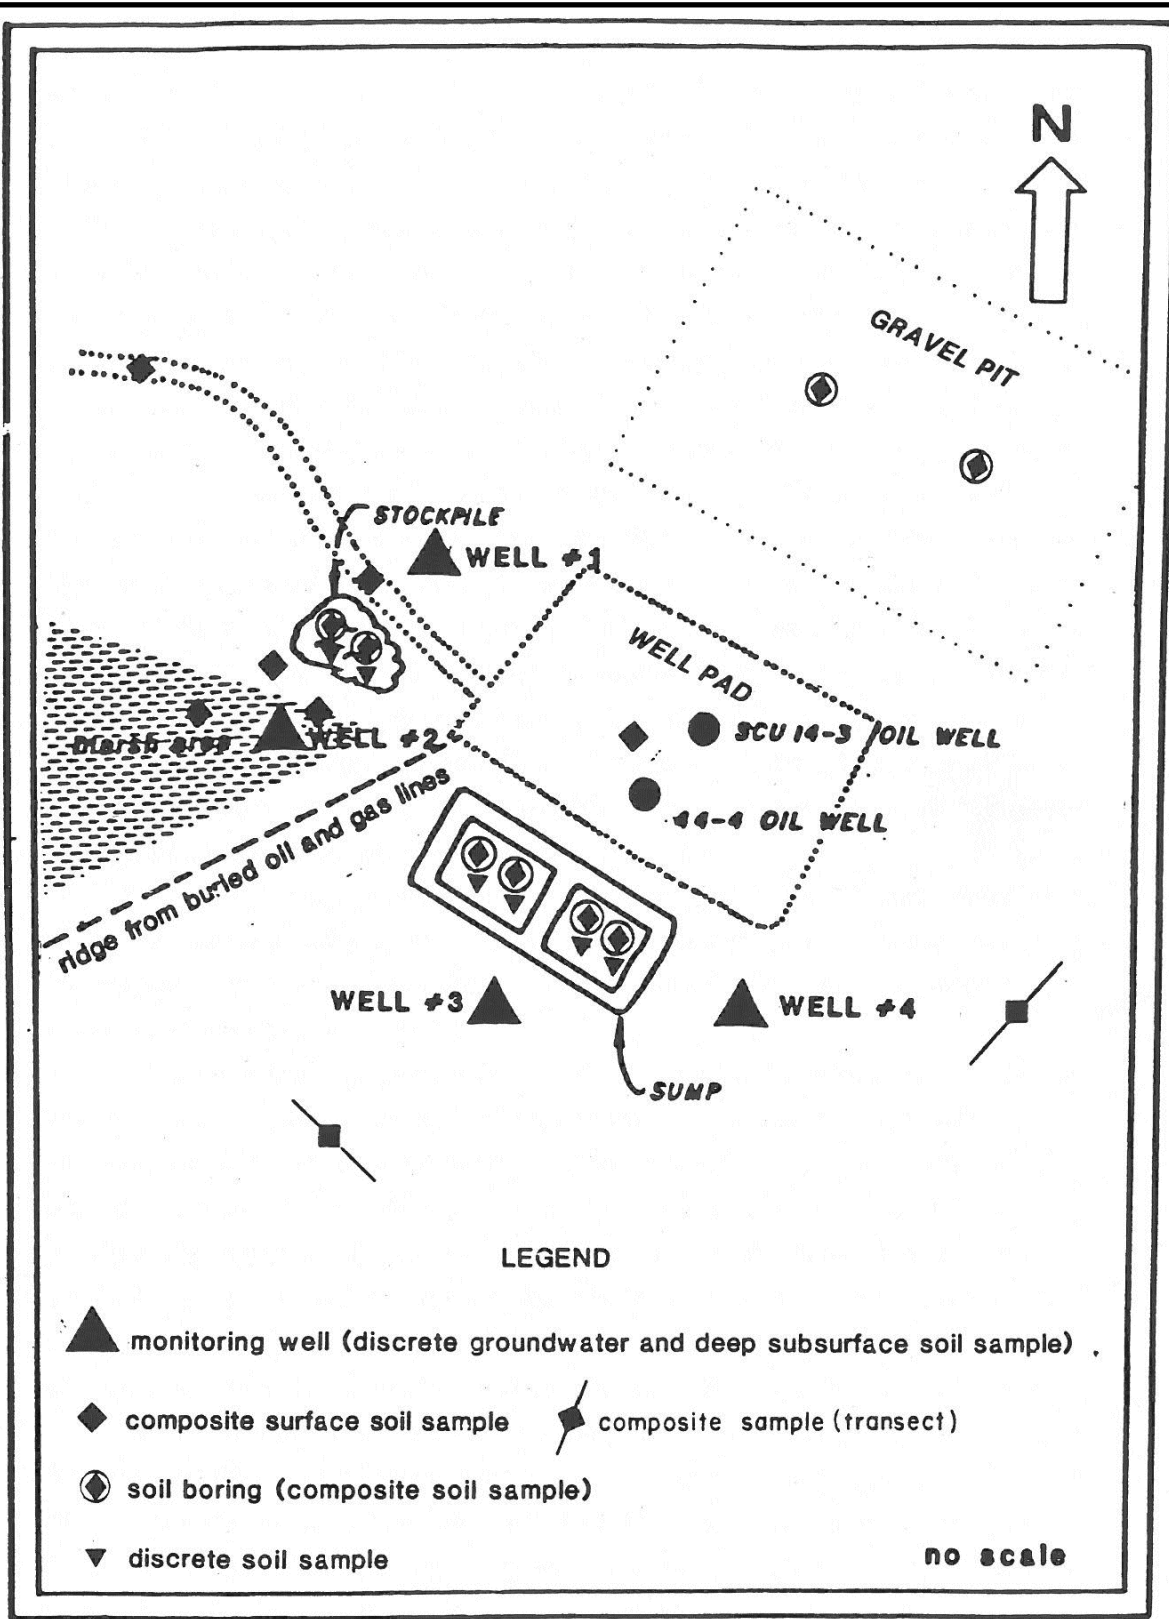 N
GRAVEL PIT
STOCKPILE
WELL #1
WELL PAD
SCU 14-3 OIL WELL
marsh area
WELL #2
44-4 OIL WELL
ridge from buried oil and gas lines
WELL #3
WELL #4
SUMP
LEGEND
monitoring well (discrete groundwater and deep subsurface soil sample)
composite surface soil sample
composite sample (transect)
soil boring (composite soil sample)
discrete soil sample
no scale